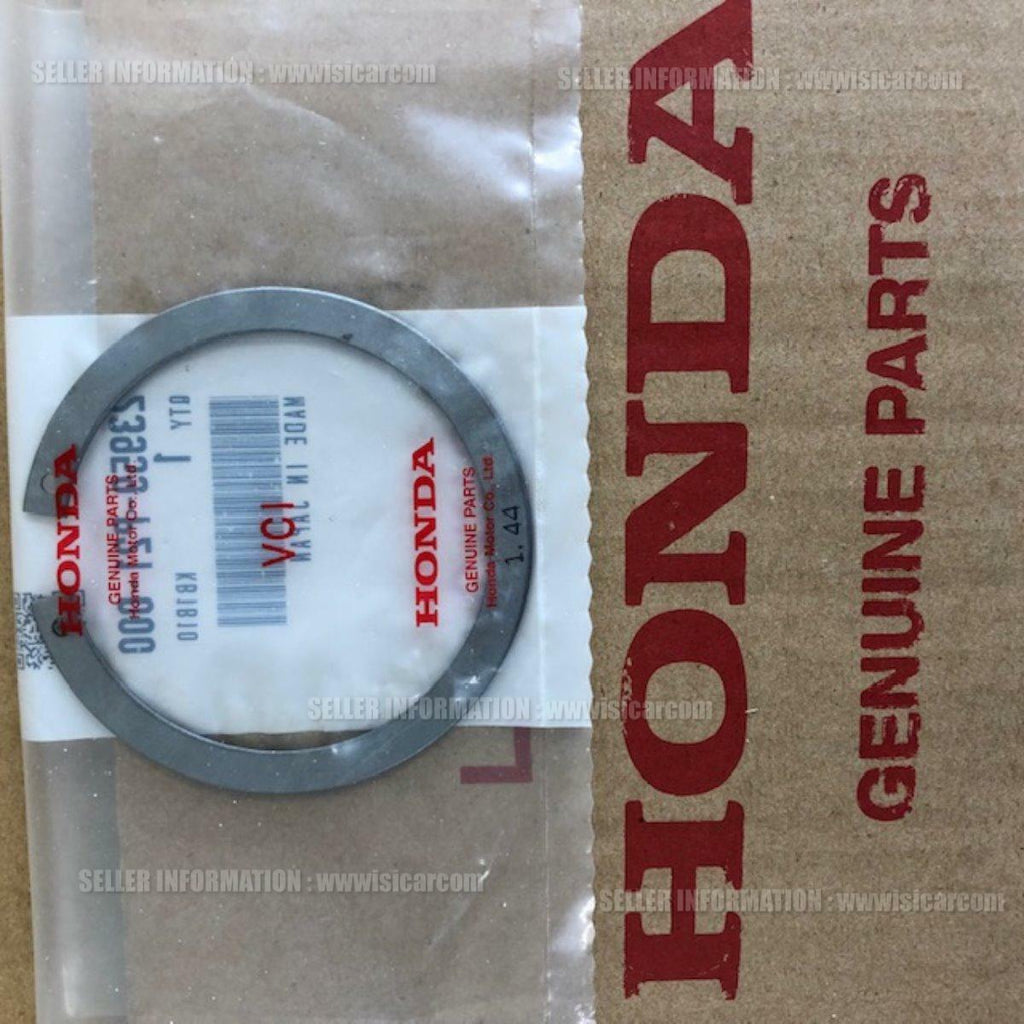 SELLER INFORMATION : wwwisicarcom
SELLER INFORMATION : wwwisicarcom
HONDA
GENUINE PARTS
HONDA
GENUINE PARTS
Honda Motor Co., Ltd.
QTY 1
KB1B10
VCI
MADE IN JAPAN
HONDA
GENUINE PARTS
Honda Motor Co., Ltd.
1.44
SELLER INFORMATION : wwwisicarcom
SELLER INFORMATION : wwwisicarcom
SELLER INFORMATION : wwwisicarcom